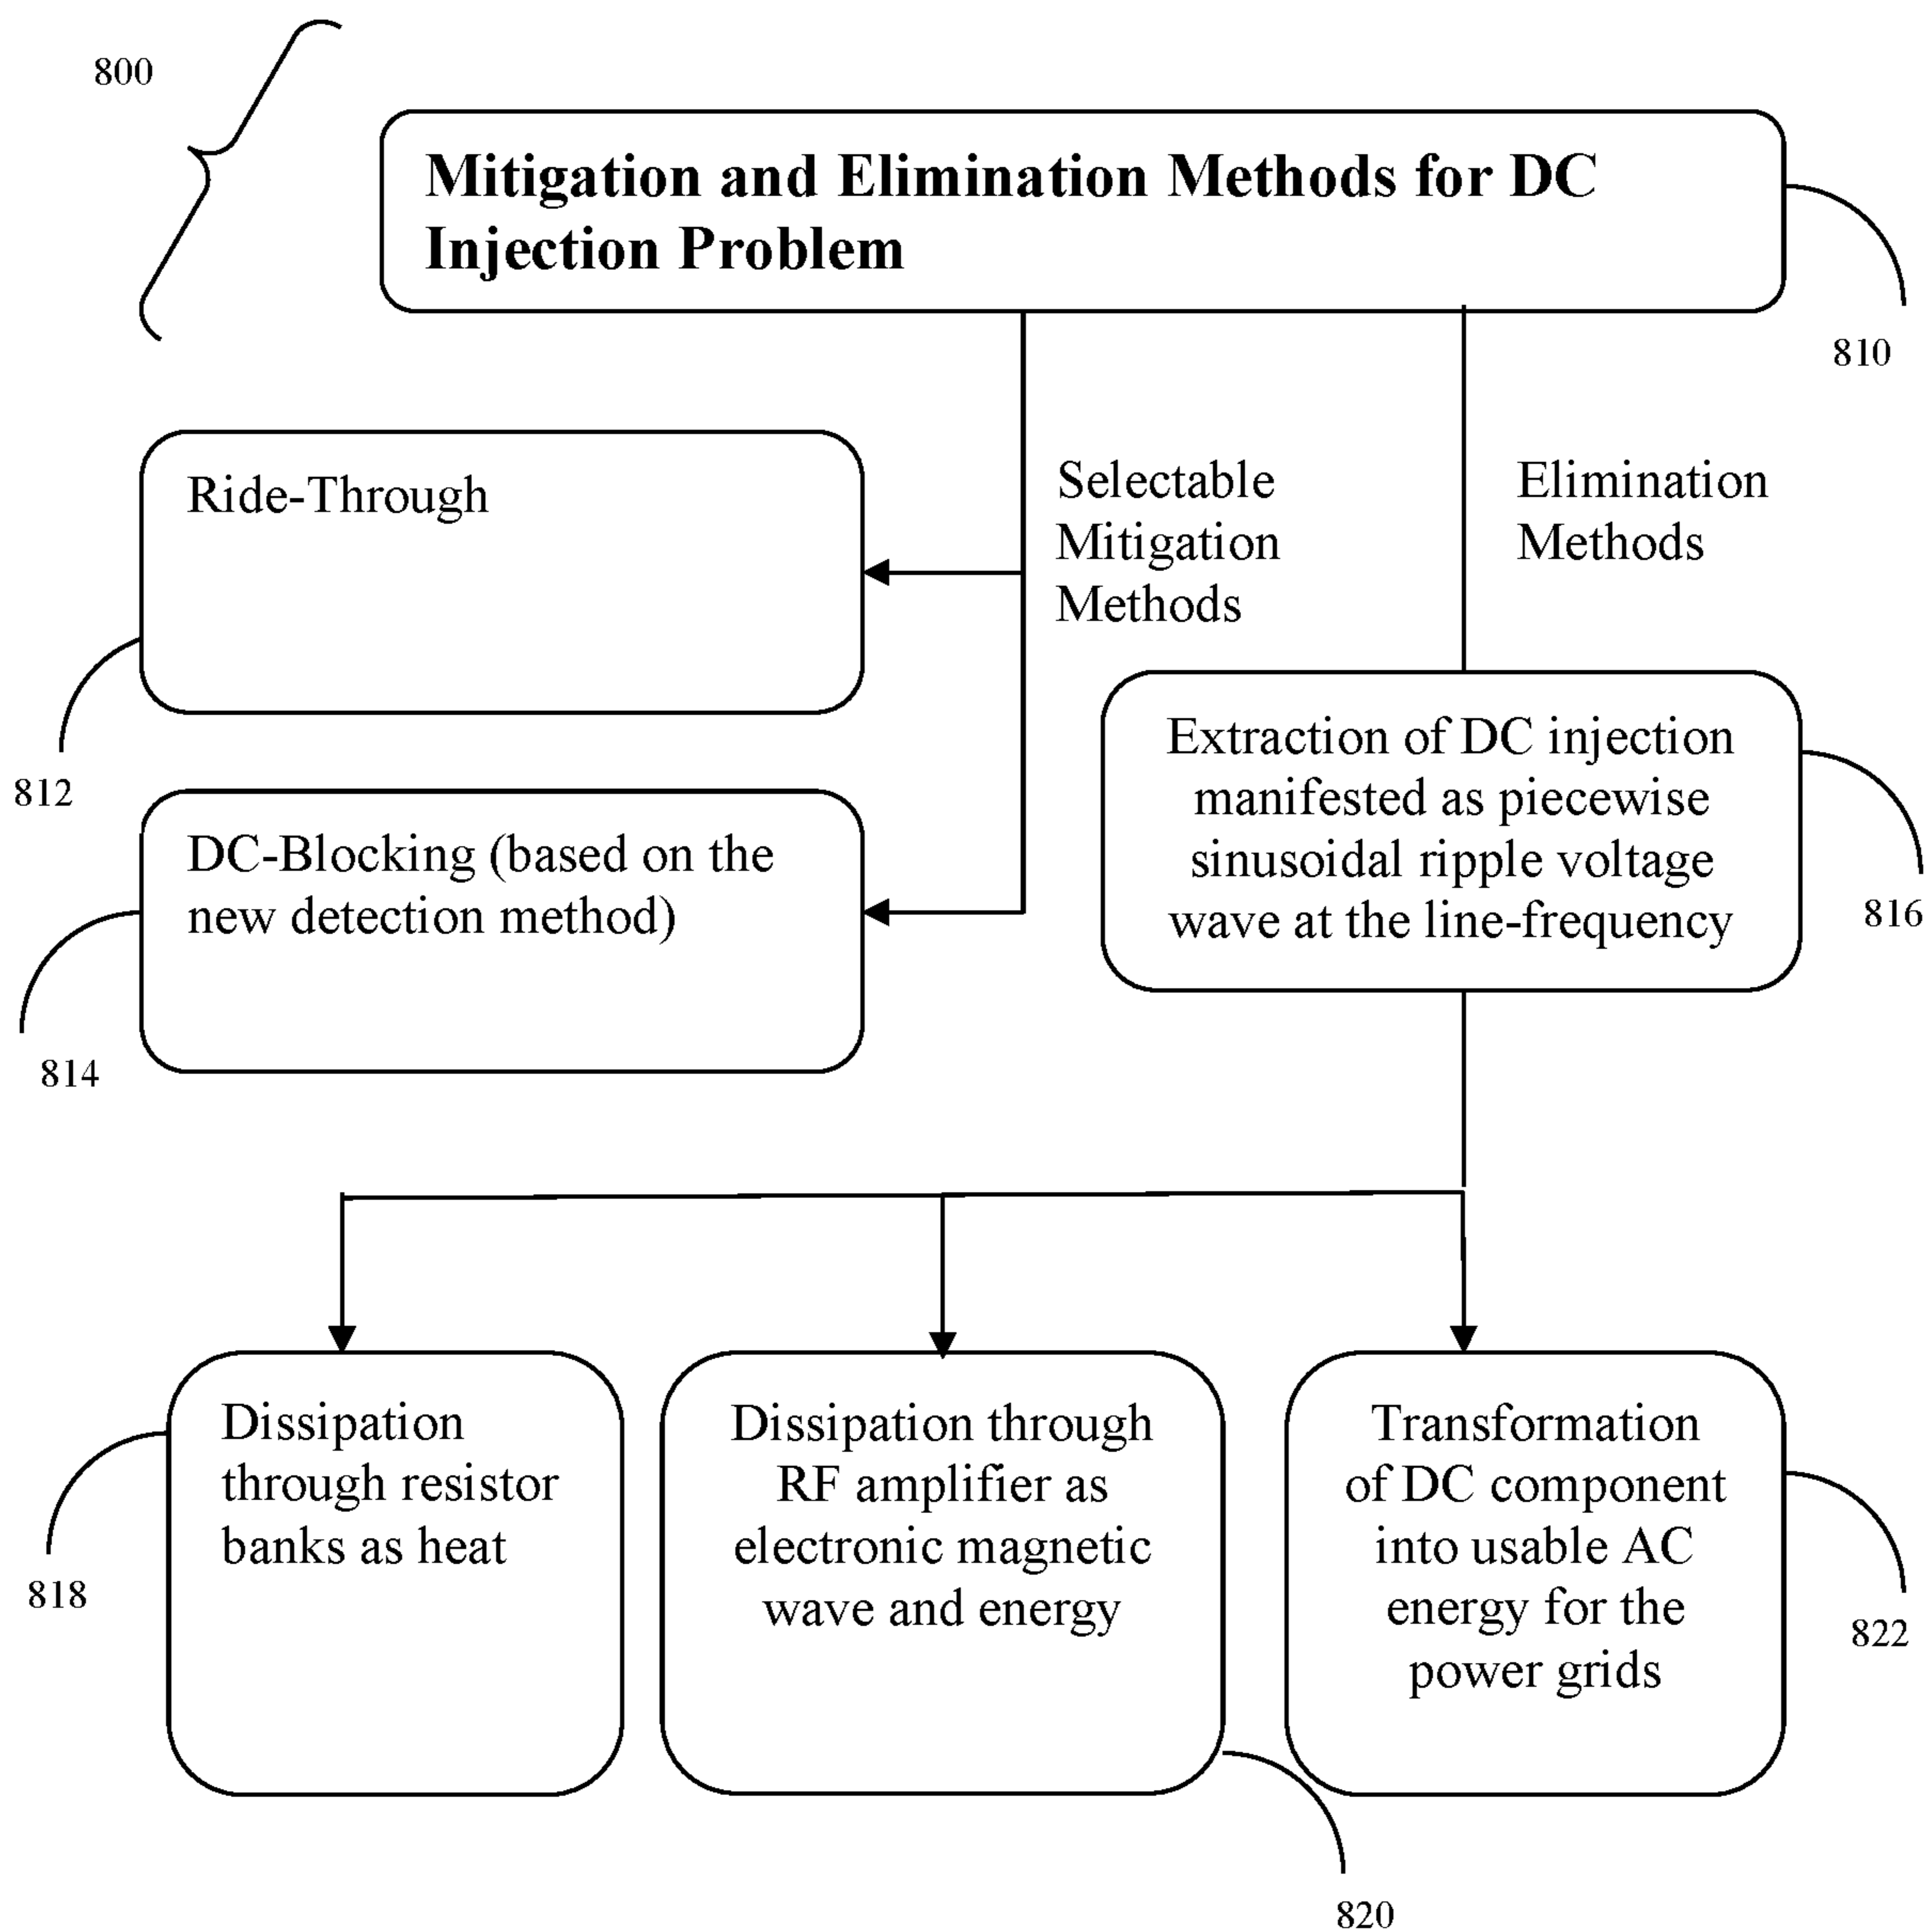 800
Mitigation and Elimination Methods for DC
Injection Problem
810
Ride-Through
812
Selectable
Mitigation
Methods
Elimination
Methods
DC-Blocking (based on the
new detection method)
814
Extraction of DC injection
manifested as piecewise
sinusoidal ripple voltage
wave at the line-frequency
816
Dissipation
through resistor
banks as heat
818
Dissipation through
RF amplifier as
electronic magnetic
wave and energy
820
Transformation
of DC component
into usable AC
energy for the
power grids
822